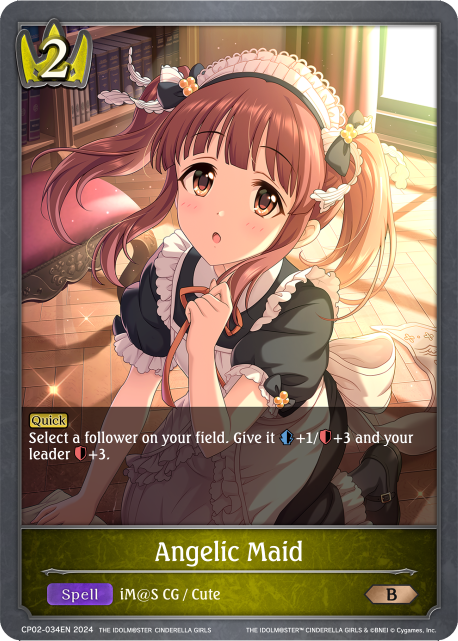 2
Quick
Select a follower on your field. Give it +1/+3 and your
leader +3.
Angelic Maid
Spell iM@S CG / Cute B
CP02-034EN 2024 THE IDOLM@STER CINDERELLA GIRLS THE IDOLM@STER™ CINDERELLA GIRLS & ©BNEI © Cygames, Inc.